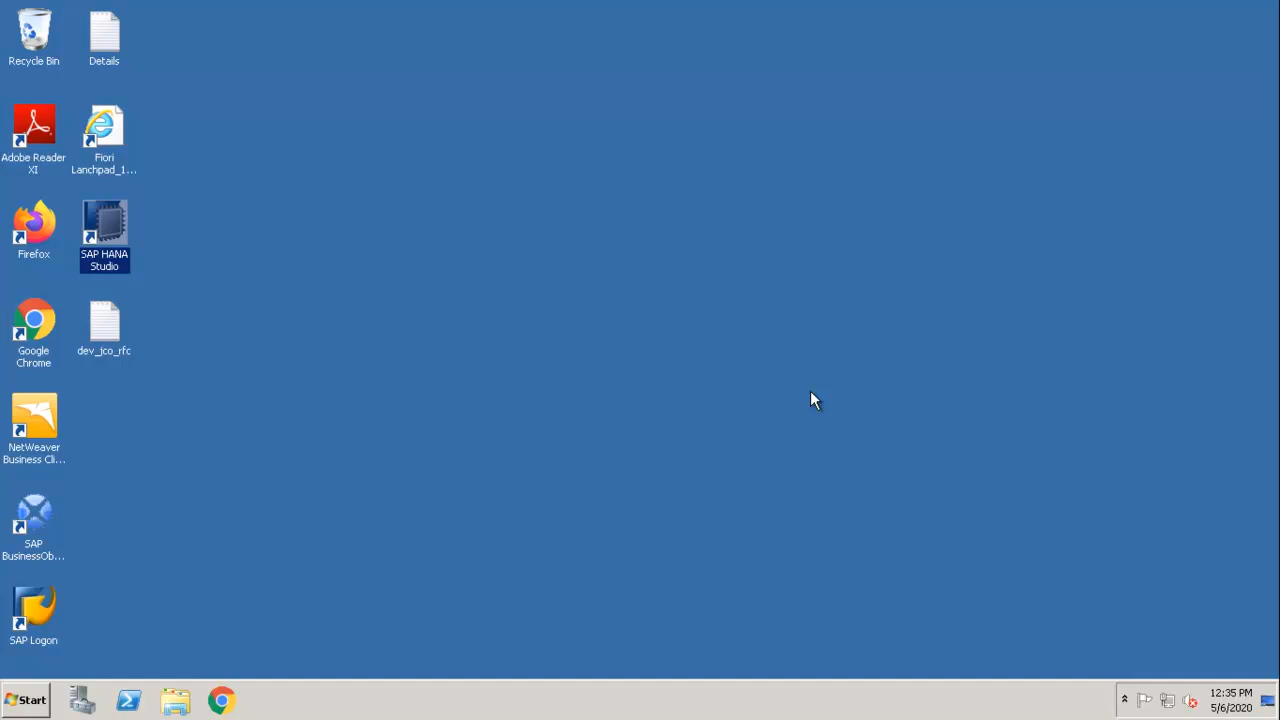 Recycle Bin
Details
Adobe Reader
XI
Fiori
Lanchpad_1...
Firefox
SAP HANA
Studio
Google
Chrome
dev_jco_rfc
NetWeaver
Business Cli...
SAP
BusinessOb...
SAP Logon
Start
12:35 PM
5/6/2020